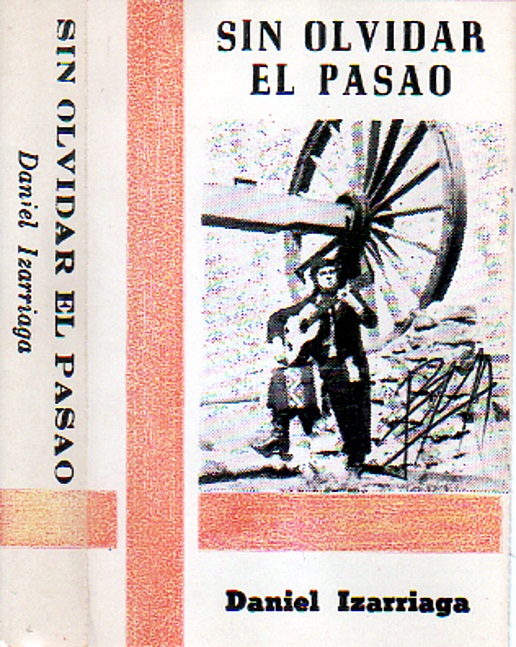 SIN OLVIDAR EL PASAO
Daniel Izarriaga
SIN OLVIDAR
EL PASAO
Daniel Izarriaga